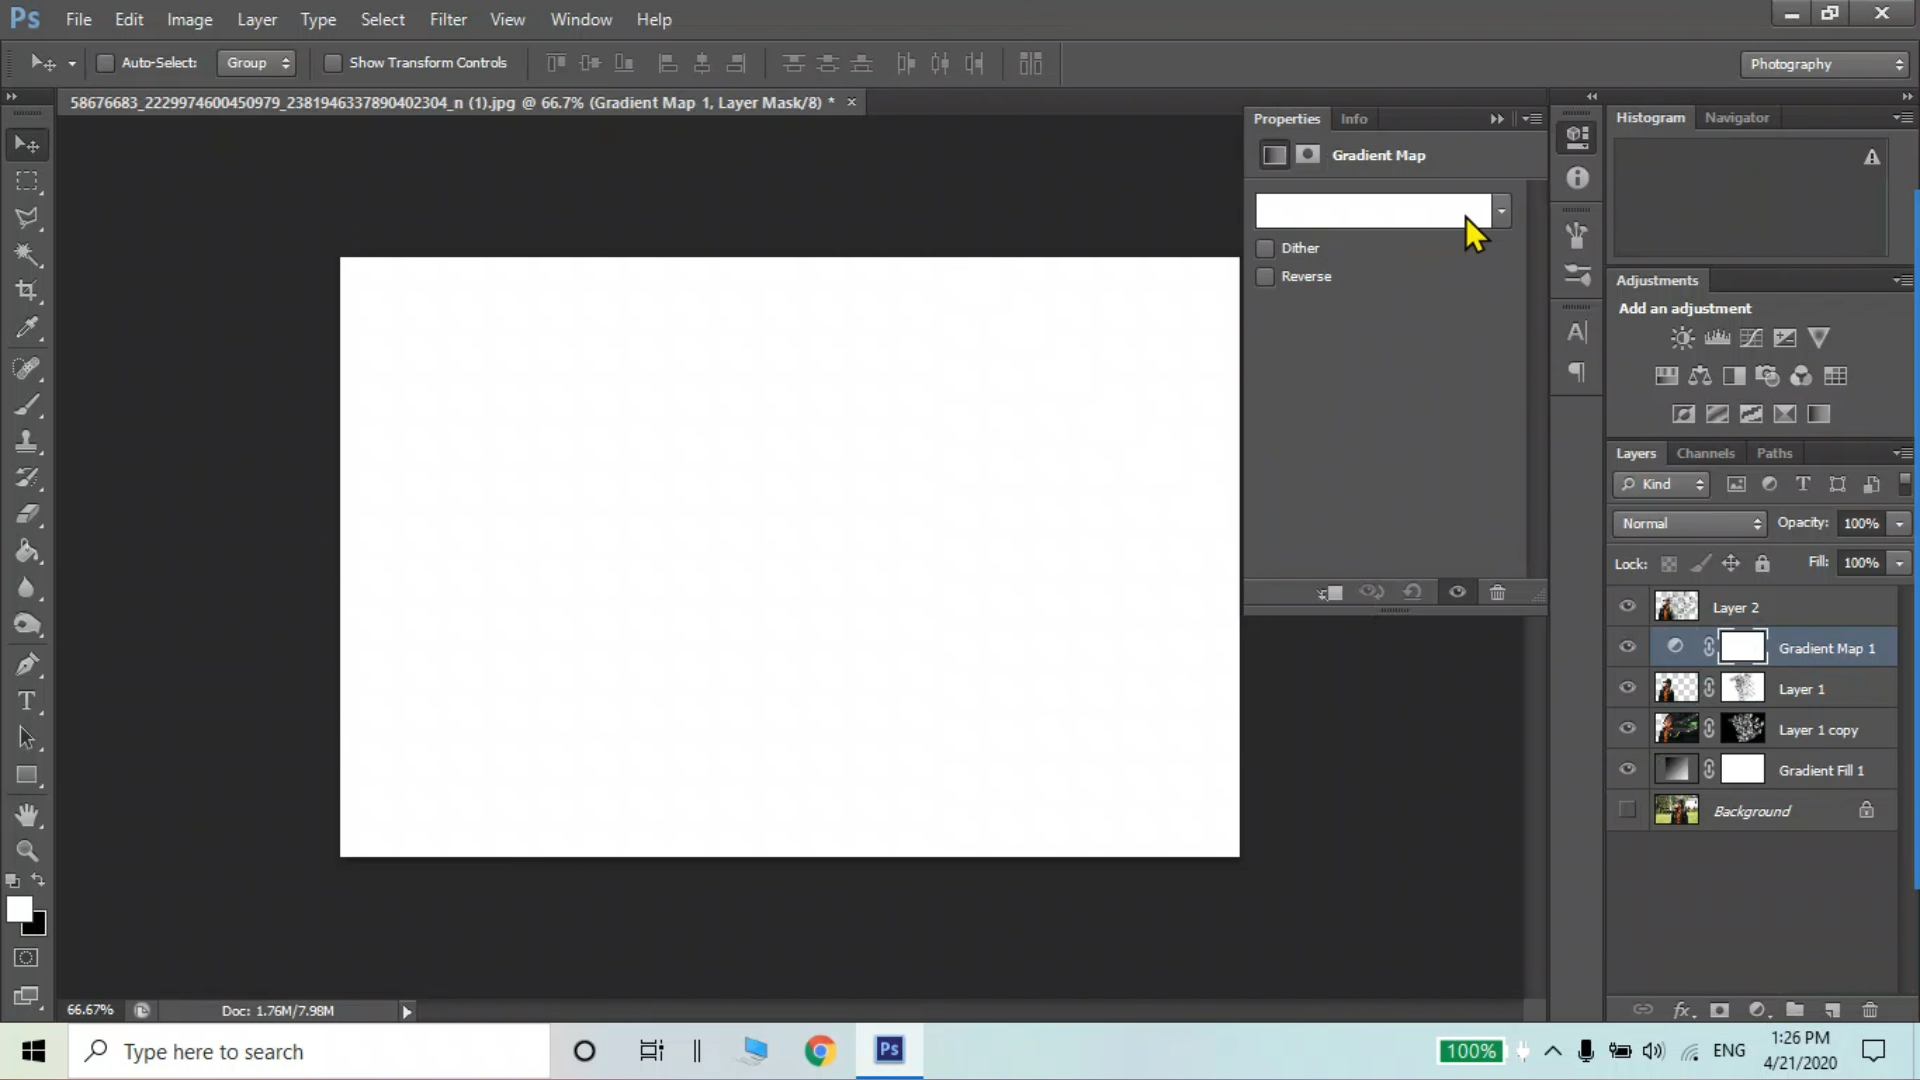 Ps File Edit Image Layer Type Select Filter View Window Help
Auto-Select: Group Show Transform Controls Photography
58676683_2229974600450979_2381946337890402304_n (1).jpg @ 66.7% (Gradient Map 1, Layer Mask/8) *
Properties Info
Gradient Map
Dither
Reverse
Histogram Navigator
Adjustments
Add an adjustment
Layers Channels Paths
Kind
Normal Opacity: 100%
Lock: Fill: 100%
Layer 2
Gradient Map 1
Layer 1
Layer 1 copy
Gradient Fill 1
Background
66.67% Doc: 1.76M/7.98M
Type here to search
Ps
100% ENG 1:26 PM
4/21/2020